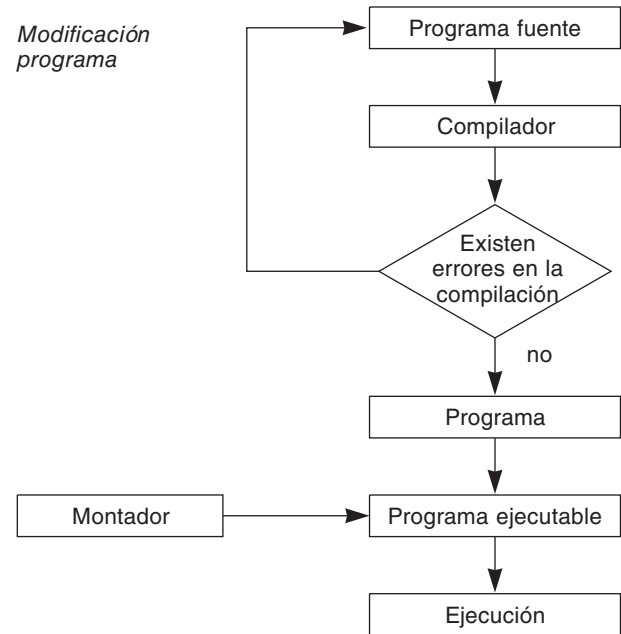 Modificación
programa
Programa fuente
Compilador
Existen
errores en la
compilación
no
Programa
Montador
Programa ejecutable
Ejecución